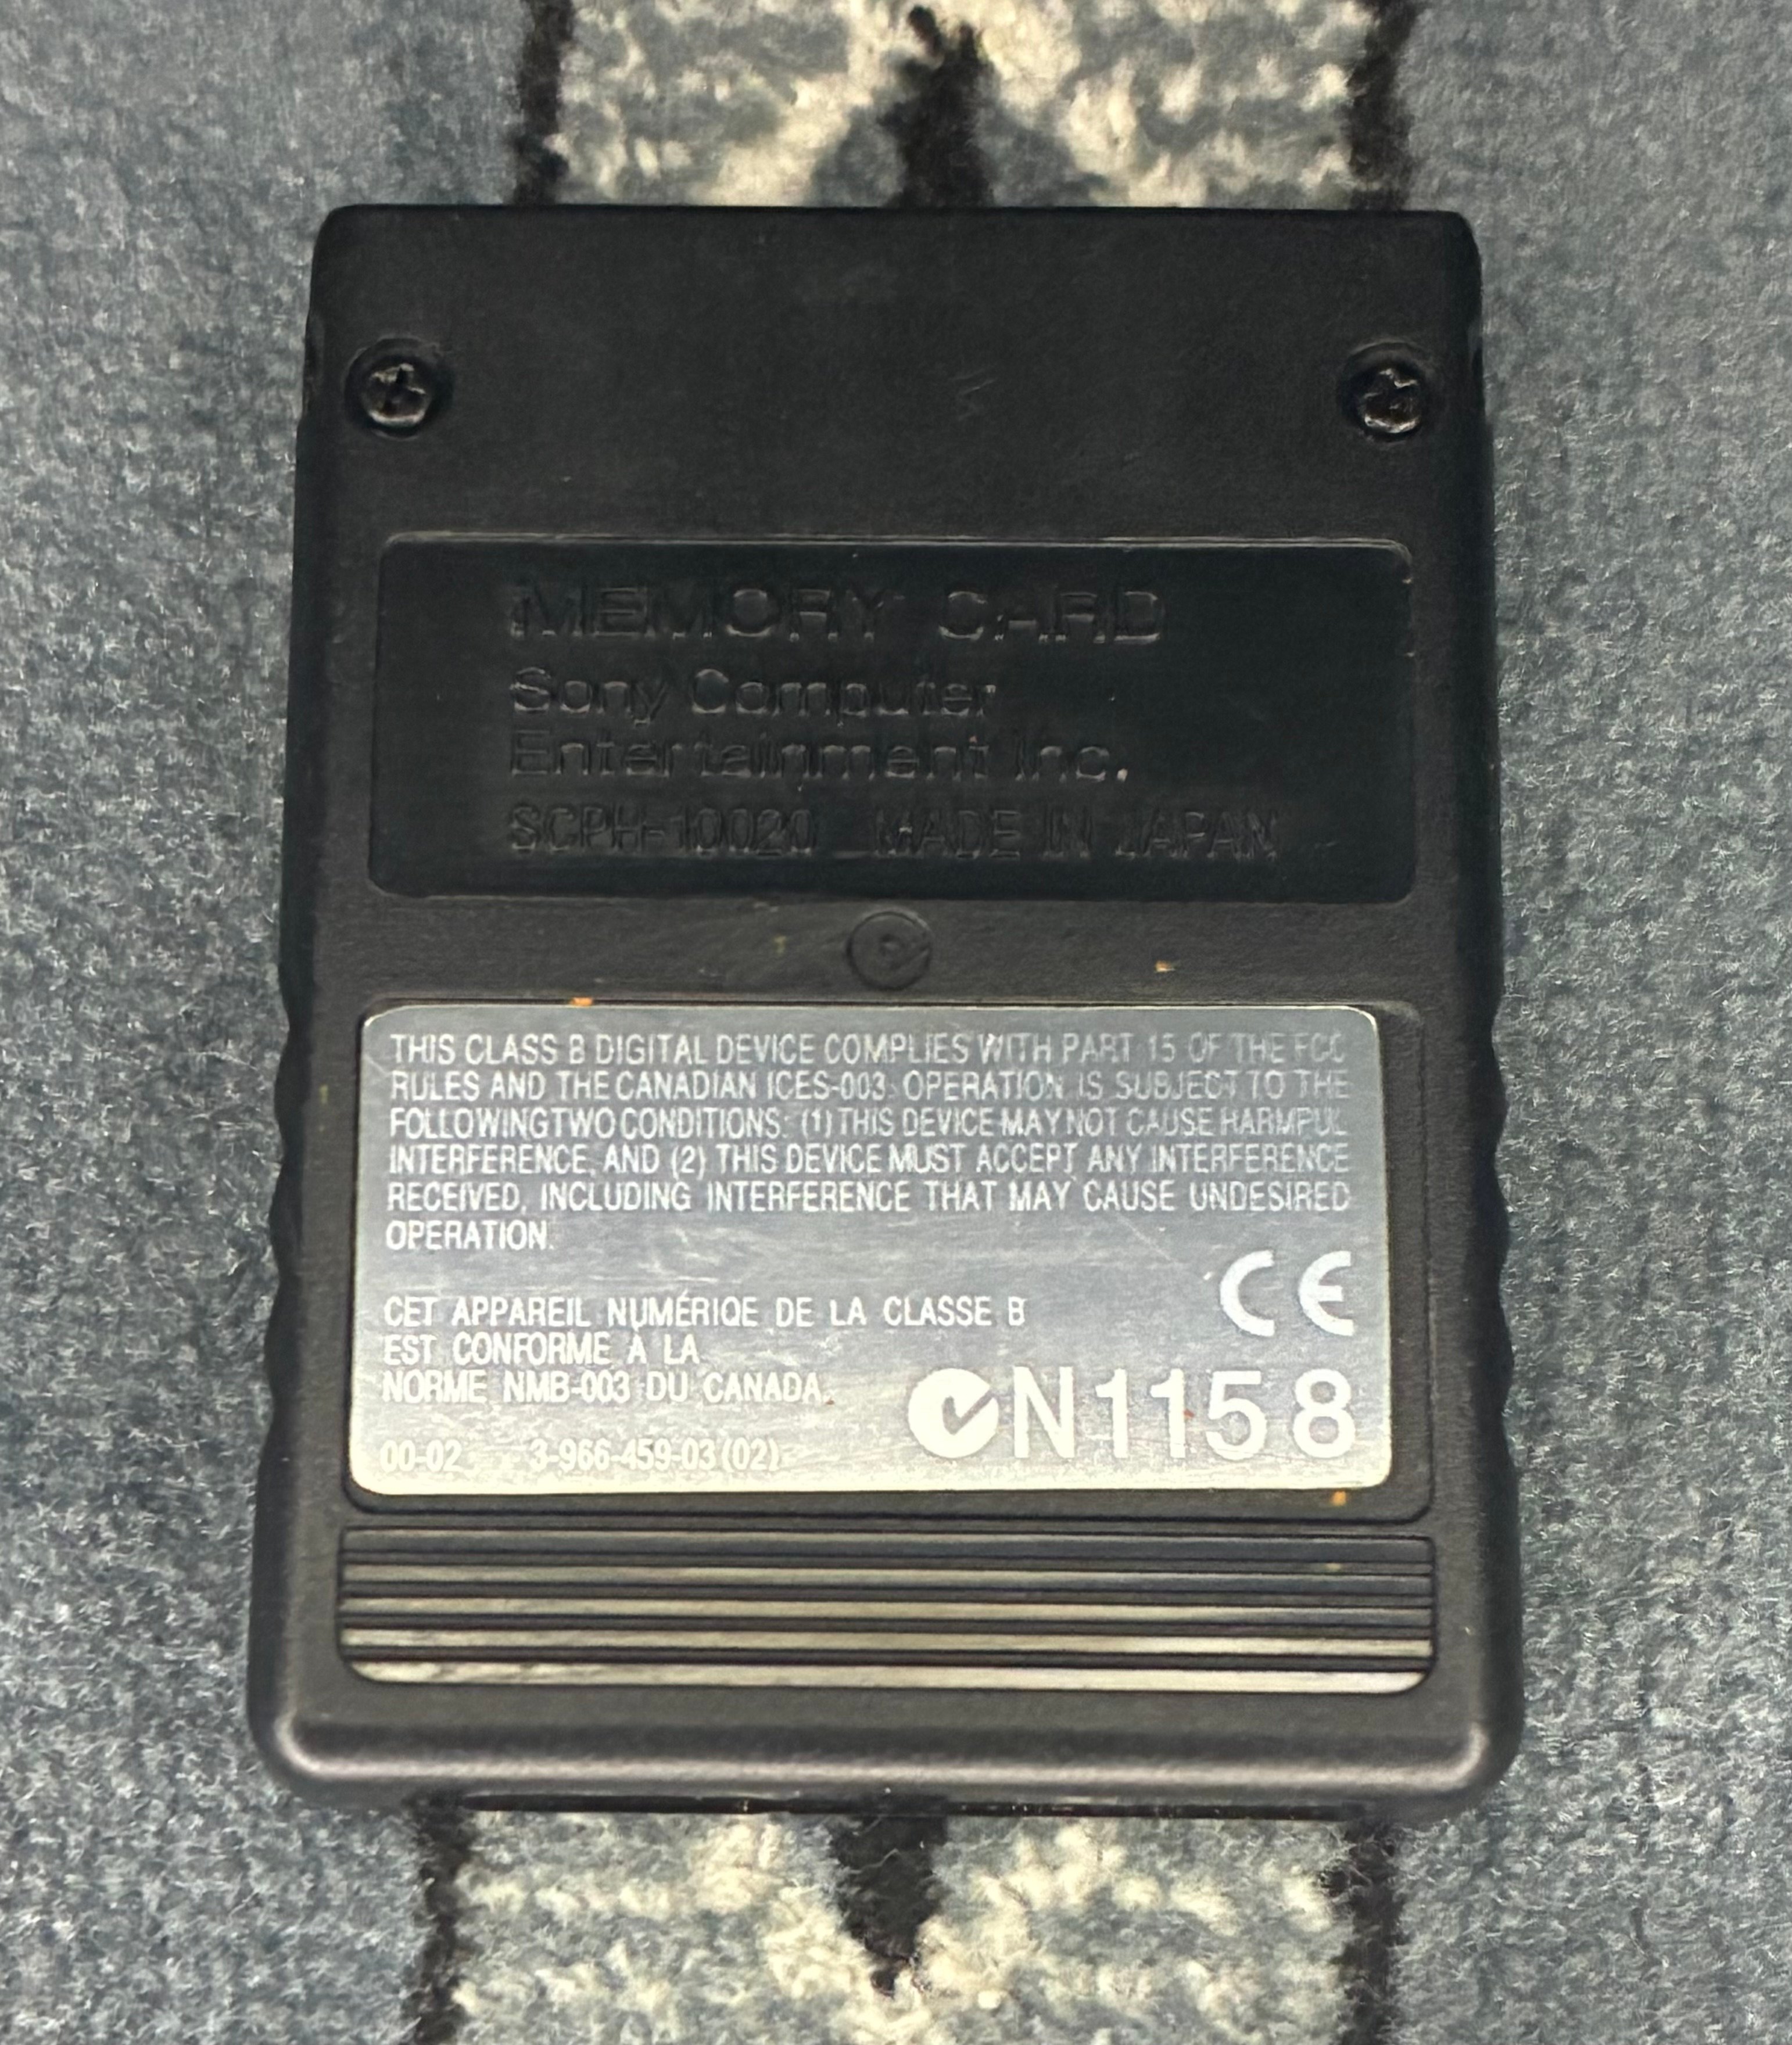 MEMORY CARD
Sony Computer
Entertainment Inc.
SCPH-10020 MADE IN JAPAN
THIS CLASS B DIGITAL DEVICE COMPLIES WITH PART 15 OF THE FCC
RULES AND THE CANADIAN ICES-003. OPERATION IS SUBJECT TO THE
FOLLOWING TWO CONDITIONS: (1) THIS DEVICE MAY NOT CAUSE HARMFUL
INTERFERENCE, AND (2) THIS DEVICE MUST ACCEPT ANY INTERFERENCE
RECEIVED, INCLUDING INTERFERENCE THAT MAY CAUSE UNDESIRED
OPERATION.
CE
CET APPAREIL NUMÉRIQE DE LA CLASSE B
EST CONFORME À LA
NORME NMB-003 DU CANADA.
N1158
00-02 3-966-459-03(02)